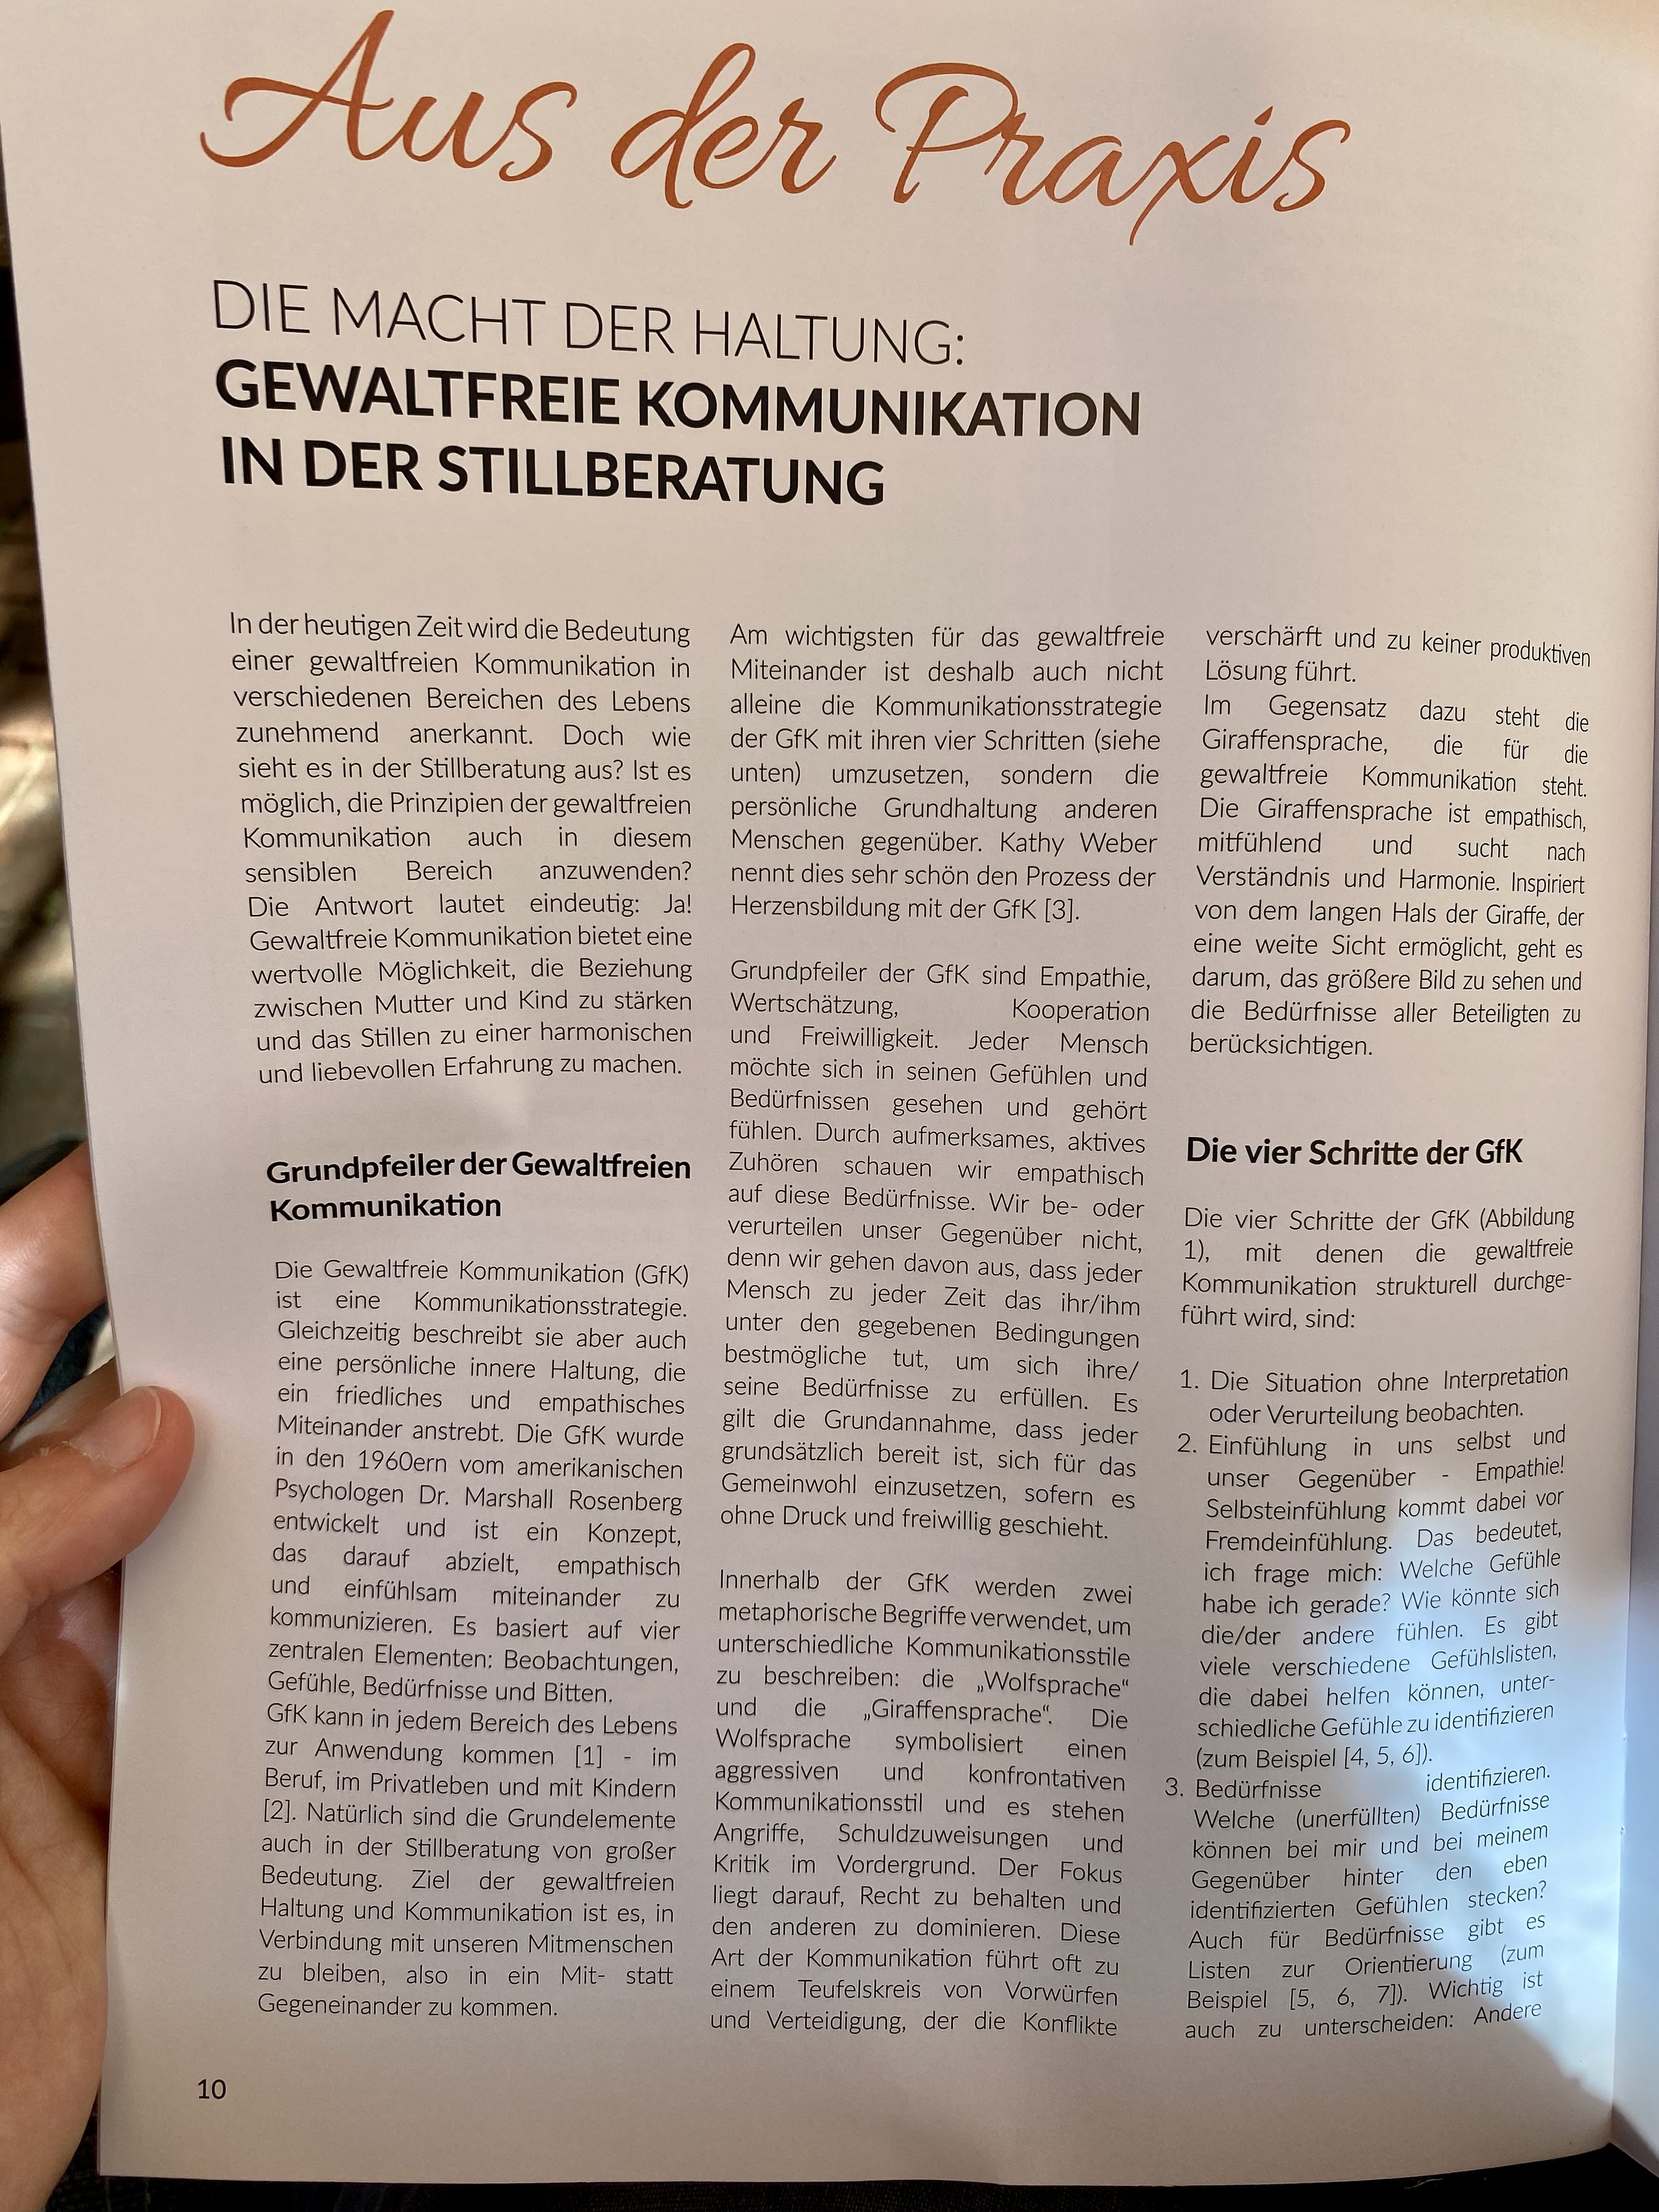 Aus der Praxis
DIE MACHT DER HALTUNG:
GEWALTFREIE KOMMUNIKATION
IN DER STILLBERATUNG
In der heutigen Zeit wird die Bedeutung
einer gewaltfreien Kommunikation in
verschiedenen Bereichen des Lebens
zunehmend anerkannt. Doch wie
sieht es in der Stillberatung aus? Ist es
möglich, die Prinzipien der gewaltfreien
Kommunikation auch in diesem
sensiblen Bereich anzuwenden?
Die Antwort lautet eindeutig: Ja!
Gewaltfreie Kommunikation bietet eine
wertvolle Möglichkeit, die Beziehung
zwischen Mutter und Kind zu stärken
und das Stillen zu einer harmonischen
und liebevollen Erfahrung zu machen.
Grundpfeiler der Gewaltfreien
Kommunikation
Die Gewaltfreie Kommunikation (GfK)
ist eine Kommunikationsstrategie.
Gleichzeitig beschreibt sie aber auch
eine persönliche innere Haltung, die
ein friedliches und empathisches
Miteinander anstrebt. Die GfK wurde
in den 1960ern vom amerikanischen
Psychologen Dr. Marshall Rosenberg
entwickelt und ist ein Konzept,
das darauf abzielt, empathisch
und einfühlsam miteinander zu
kommunizieren. Es basiert auf vier
zentralen Elementen: Beobachtungen,
Gefühle, Bedürfnisse und Bitten.
GfK kann in jedem Bereich des Lebens
zur Anwendung kommen [1] - im
Beruf, im Privatleben und mit Kindern
[2]. Natürlich sind die Grundelemente
auch in der Stillberatung von großer
Bedeutung. Ziel der gewaltfreien
Haltung und Kommunikation ist es, in
Verbindung mit unseren Mitmenschen
zu bleiben, also in ein Mit- statt
Gegeneinander zu kommen.
Am wichtigsten für das gewaltfreie
Miteinander ist deshalb auch nicht
alleine die Kommunikationsstrategie
der GfK mit ihren vier Schritten (siehe
unten) umzusetzen, sondern die
persönliche Grundhaltung anderen
Menschen gegenüber. Kathy Weber
nennt dies sehr schön den Prozess der
Herzensbildung mit der GfK [3].
Grundpfeiler der GfK sind Empathie,
Wertschätzung, Kooperation
und Freiwilligkeit. Jeder Mensch
möchte sich in seinen Gefühlen und
Bedürfnissen gesehen und gehört
fühlen. Durch aufmerksames, aktives
Zuhören schauen wir empathisch
auf diese Bedürfnisse. Wir be- oder
verurteilen unser Gegenüber nicht,
denn wir gehen davon aus, dass jeder
Mensch zu jeder Zeit das ihr/ihm
unter den gegebenen Bedingungen
bestmögliche tut, um sich ihre/
seine Bedürfnisse zu erfüllen. Es
gilt die Grundannahme, dass jeder
grundsätzlich bereit ist, sich für das
Gemeinwohl einzusetzen, sofern es
ohne Druck und freiwillig geschieht.
Innerhalb der GfK werden zwei
metaphorische Begriffe verwendet, um
unterschiedliche Kommunikationsstile
zu beschreiben: die „Wolfsprache“
und die „Giraffensprache“. Die
Wolfsprache symbolisiert einen
aggressiven und konfrontativen
Kommunikationsstil und es stehen
Angriffe, Schuldzuweisungen und
Kritik im Vordergrund. Der Fokus
liegt darauf, Recht zu behalten und
den anderen zu dominieren. Diese
Art der Kommunikation führt oft zu
einem Teufelskreis von Vorwürfen
und Verteidigung, der die Konflikte
verschärft und zu keiner produktiven
Lösung führt.
Im Gegensatz dazu steht die
Giraffensprache, die für die
gewaltfreie Kommunikation steht.
Die Giraffensprache ist empathisch,
mitfühlend und sucht nach
Verständnis und Harmonie. Inspiriert
von dem langen Hals der Giraffe, der
eine weite Sicht ermöglicht, geht es
darum, das größere Bild zu sehen und
die Bedürfnisse aller Beteiligten zu
berücksichtigen.
Die vier Schritte der GfK
Die vier Schritte der GfK (Abbildung
1), mit denen die gewaltfreie
Kommunikation strukturell durchge-
führt wird, sind:
1. Die Situation ohne Interpretation
oder Verurteilung beobachten.
2. Einfühlung in uns selbst und
unser Gegenüber - Empathie!
Selbsteinfühlung kommt dabei vor
Fremdeinfühlung. Das bedeutet,
ich frage mich: Welche Gefühle
habe ich gerade? Wie könnte sich
die/der andere fühlen. Es gibt
viele verschiedene Gefühlslisten,
die dabei helfen können, unter-
schiedliche Gefühle zu identifizieren
(zum Beispiel [4, 5, 6]).
3. Bedürfnisse identifizieren.
Welche (unerfüllten) Bedürfnisse
können bei mir und bei meinem
Gegenüber hinter den eben
identifizierten Gefühlen stecken?
Auch für Bedürfnisse gibt es
Listen zur Orientierung (zum
Beispiel [5, 6, 7]). Wichtig ist
auch zu unterscheiden: Andere
10